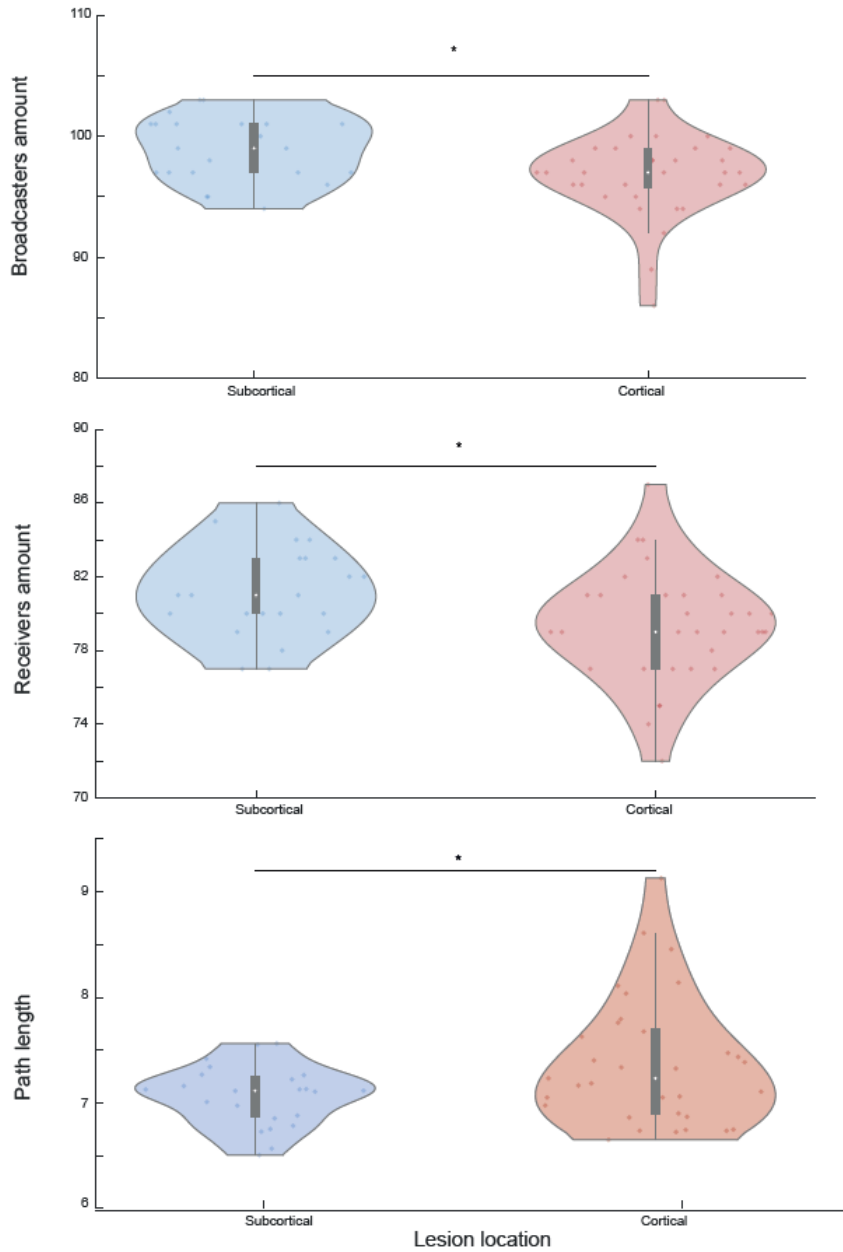 110
*
Broadcasters amount
100
90
80
Subcortical Cortical
90
*
86
Receivers amount
82
78
74
70
Subcortical Cortical
*
9
Path length
8
7
6
Subcortical Cortical
Lesion location